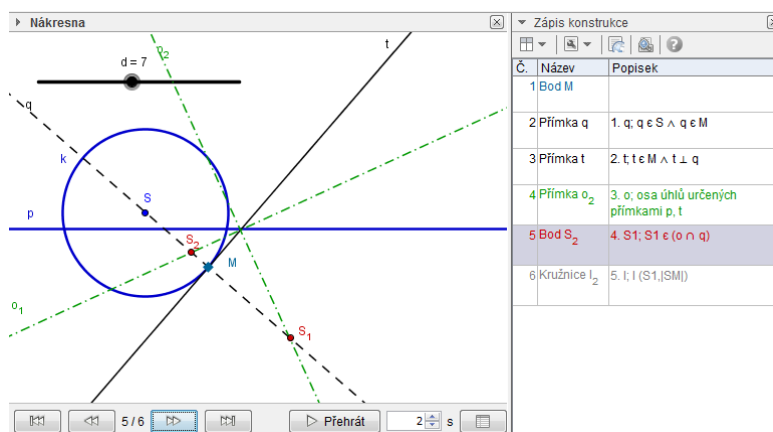 Nákresna
Zápis konstrukce
d = 7
o₂
t
q
k
S
p
S₂
M
o₁
S₁
5 / 6
Přehrát
2
s
Č. Název Popisek
1 Bod M
2 Přímka q 1. q; q ϵ S ∧ q ϵ M
3 Přímka t 2. t; t ϵ M ∧ t ⊥ q
4 Přímka o₂ 3. o; osa úhlů určených
přímkami p, t
5 Bod S₂ 4. S1; S1 ϵ (o ∩ q)
6 Kružnice l₂ 5. l; l (S1,|SM|)